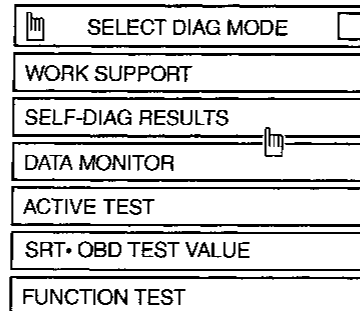 SELECT DIAG MODE
WORK SUPPORT
SELF-DIAG RESULTS
DATA MONITOR
ACTIVE TEST
SRT• OBD TEST VALUE
FUNCTION TEST